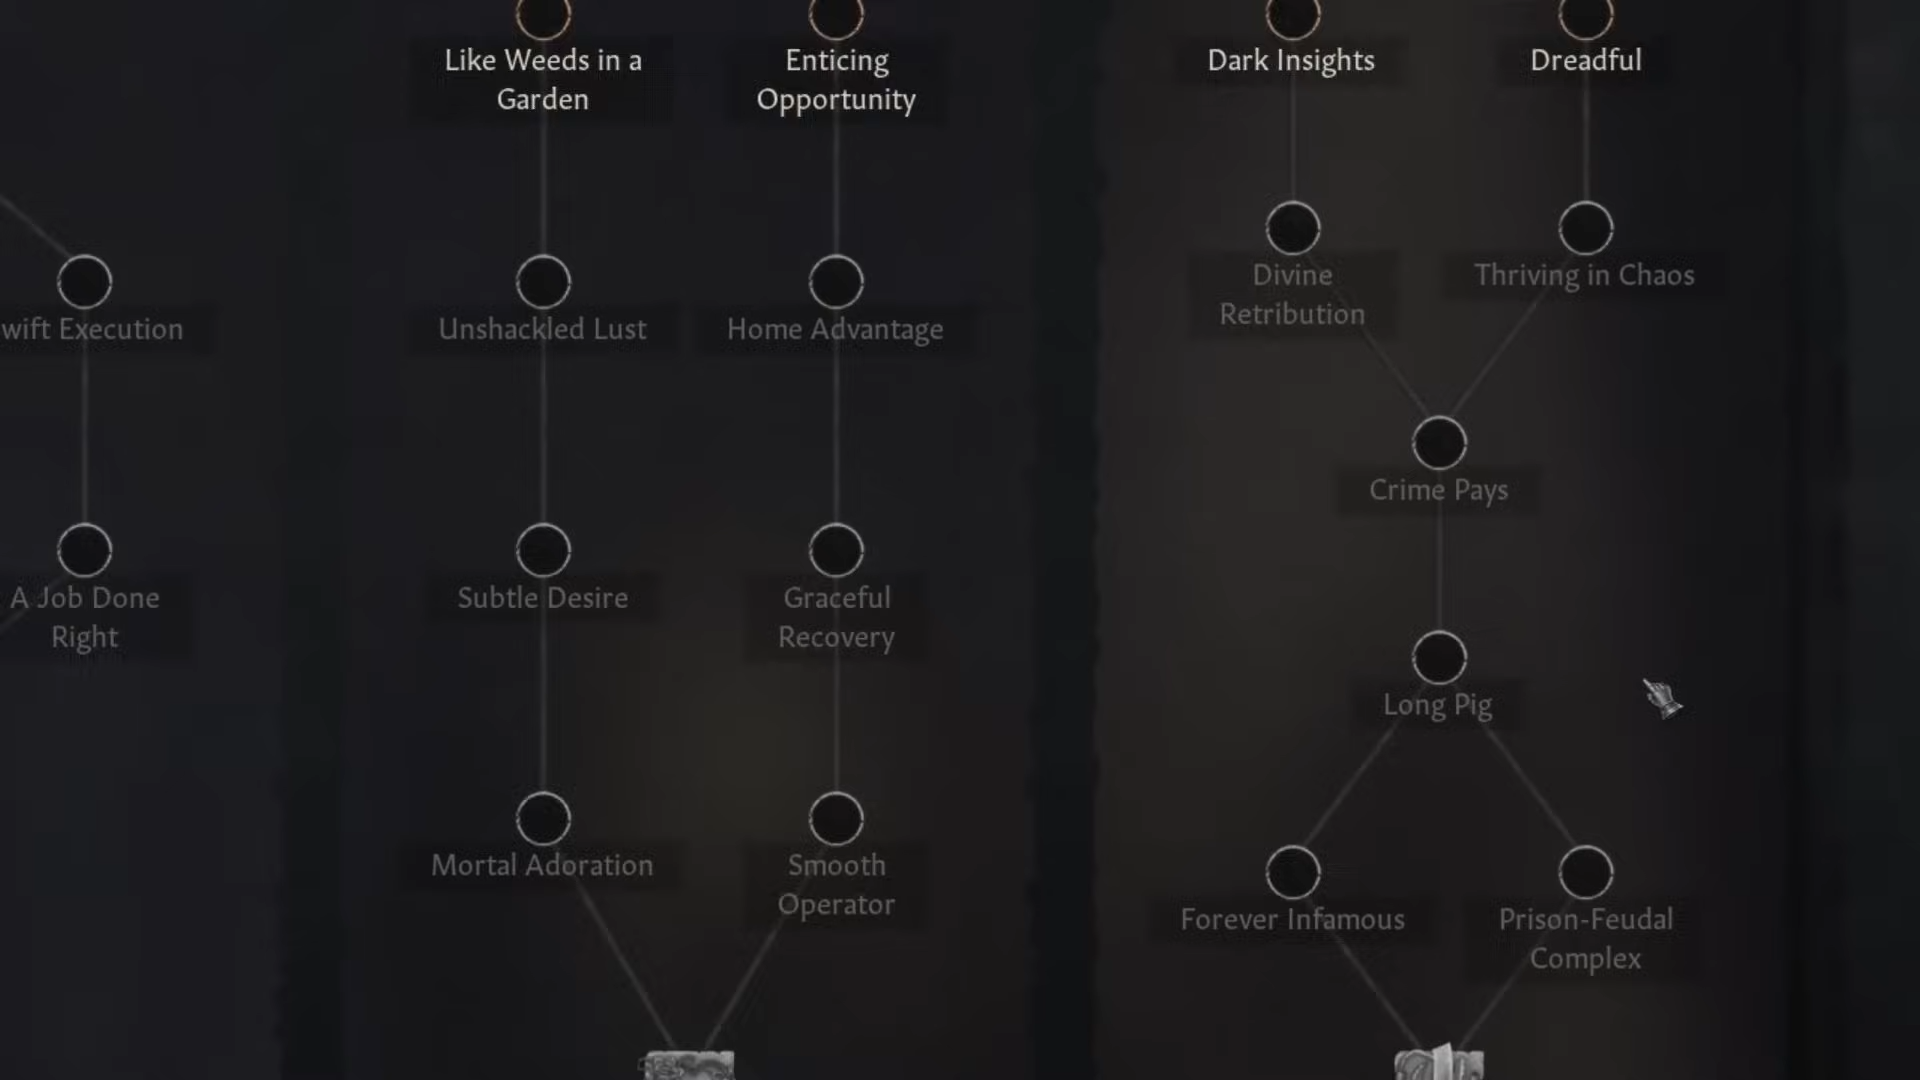 Like Weeds in a
Garden
Enticing
Opportunity
Dark Insights
Dreadful
Divine
Retribution
Thriving in Chaos
wift Execution
Unshackled Lust
Home Advantage
Crime Pays
A Job Done
Right
Subtle Desire
Graceful
Recovery
Long Pig
Mortal Adoration
Smooth
Operator
Forever Infamous
Prison-Feudal
Complex